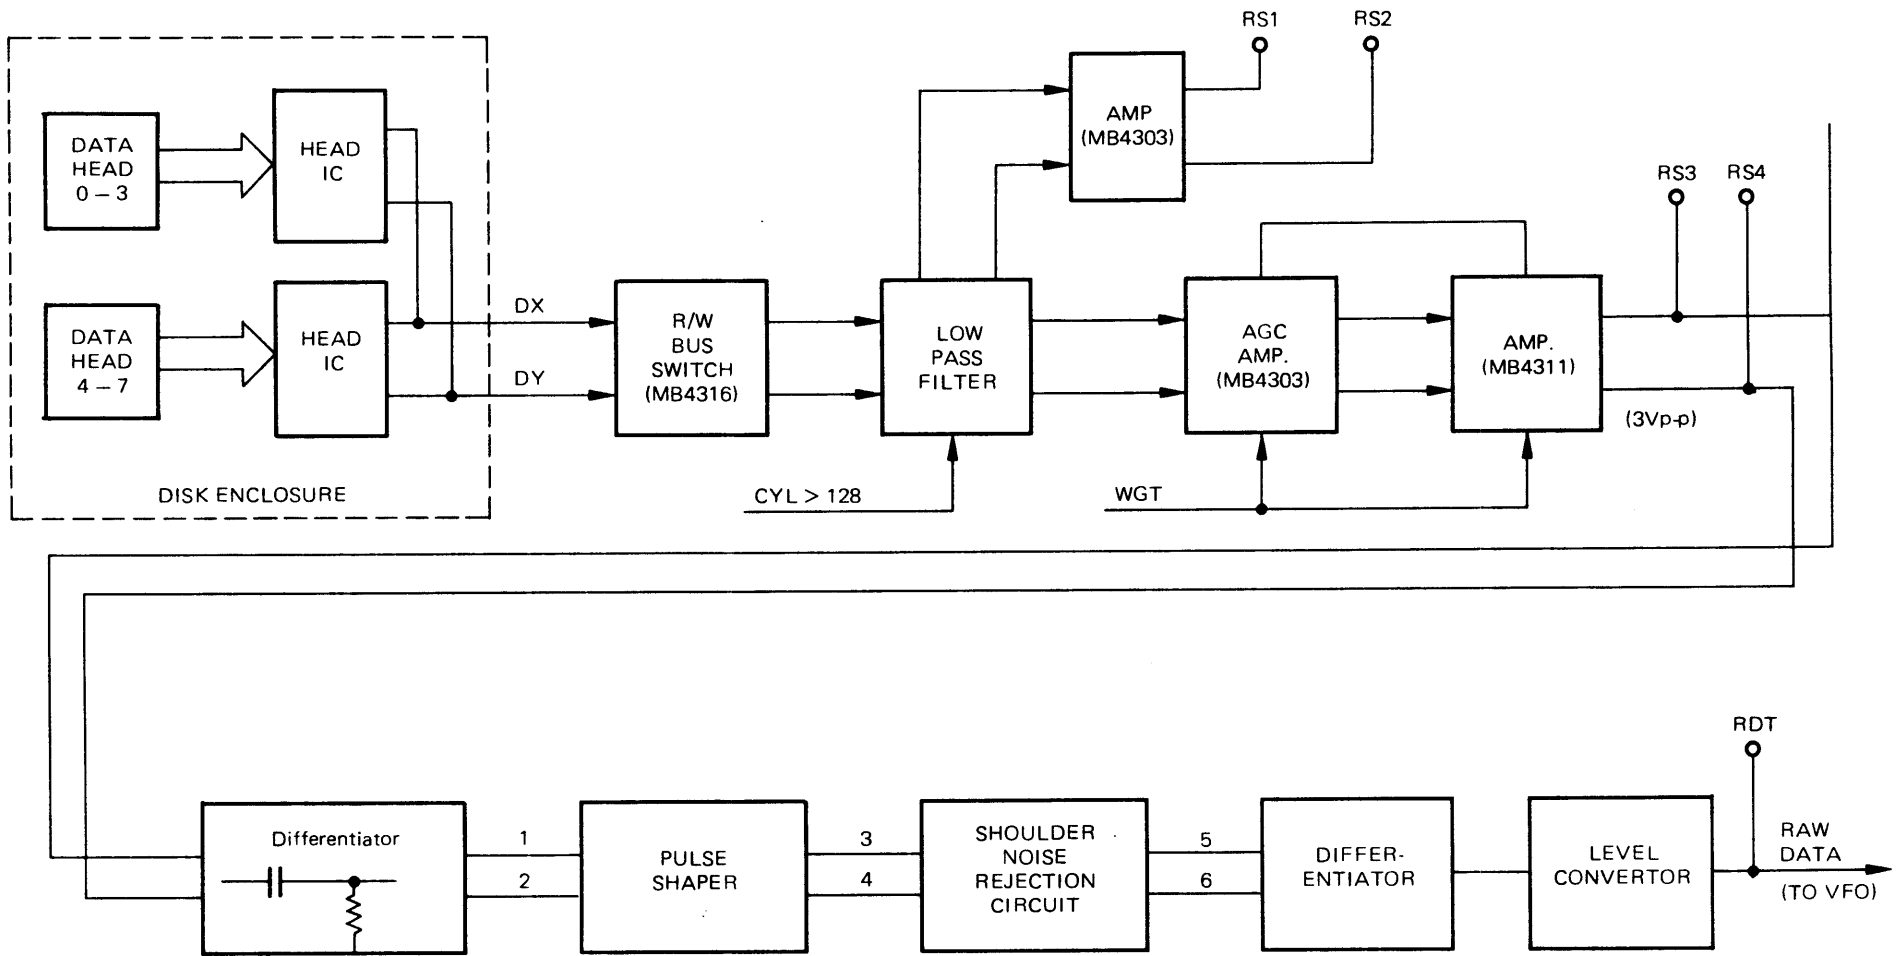 RS1
RS2
DATA
HEAD
0 – 3
HEAD
IC
AMP
(MB4303)
RS3
RS4
DATA
HEAD
4 – 7
HEAD
IC
DX
DY
R/W
BUS
SWITCH
(MB4316)
LOW
PASS
FILTER
AGC
AMP.
(MB4303)
AMP.
(MB4311)
(3Vp-p)
DISK ENCLOSURE
CYL > 128
WGT
RDT
Differentiator
1
2
PULSE
SHAPER
3
4
SHOULDER
NOISE
REJECTION
CIRCUIT
5
6
DIFFER-
ENTIATOR
LEVEL
CONVERTOR
RAW
DATA
(TO VFO)